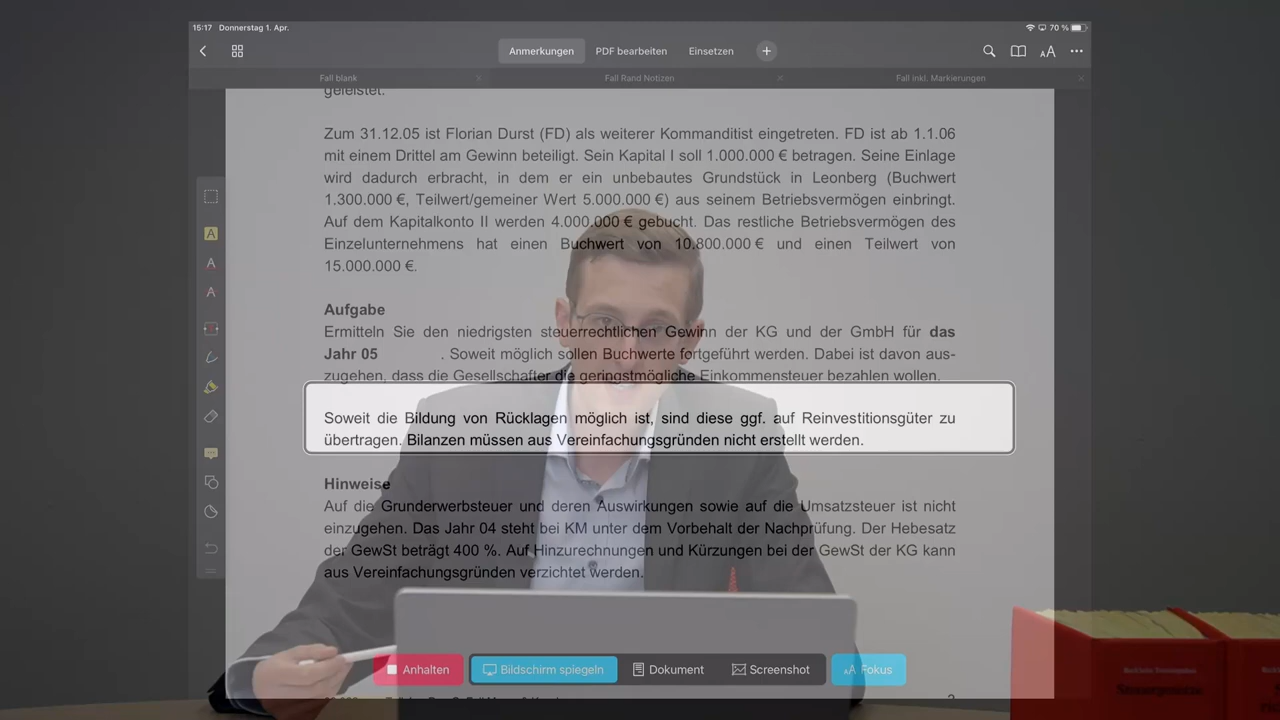 15:17 Donnerstag 1. Apr.
70 %
Anmerkungen PDF bearbeiten Einsetzen
AA
Fall blank Fall Rand Notizen Fall inkl. Markierungen
geleistet.
Zum 31.12.05 ist Florian Durst (FD) als weiterer Kommanditist eingetreten. FD ist ab 1.1.06
mit einem Drittel am Gewinn beteiligt. Sein Kapital I soll 1.000.000 € betragen. Seine Einlage
wird dadurch erbracht, in dem er ein unbebautes Grundstück in Leonberg (Buchwert
1.300.000 €, Teilwert/gemeiner Wert 5.000.000 €) aus seinem Betriebsvermögen einbringt.
Auf dem Kapitalkonto II werden 4.000.000 € gebucht. Das restliche Betriebsvermögen des
Einzelunternehmens hat einen Buchwert von 10.800.000 € und einen Teilwert von
15.000.000 €.
Aufgabe
Ermitteln Sie den niedrigsten steuerrechtlichen Gewinn der KG und der GmbH für das
Jahr 05 . Soweit möglich sollen Buchwerte fortgeführt werden. Dabei ist davon aus-
zugehen, dass die Gesellschafter die geringstmögliche Einkommensteuer bezahlen wollen.
Soweit die Bildung von Rücklagen möglich ist, sind diese ggf. auf Reinvestitionsgüter zu
übertragen. Bilanzen müssen aus Vereinfachungsgründen nicht erstellt werden.
Hinweise
Auf die Grunderwerbsteuer und deren Auswirkungen sowie auf die Umsatzsteuer ist nicht
einzugehen. Das Jahr 04 steht bei KM unter dem Vorbehalt der Nachprüfung. Der Hebesatz
der GewSt beträgt 400 %. Auf Hinzurechnungen und Kürzungen bei der GewSt der KG kann
aus Vereinfachungsgründen verzichtet werden.
Anhalten Bildschirm spiegeln Dokument Screenshot AA Fokus
Steuergesetze